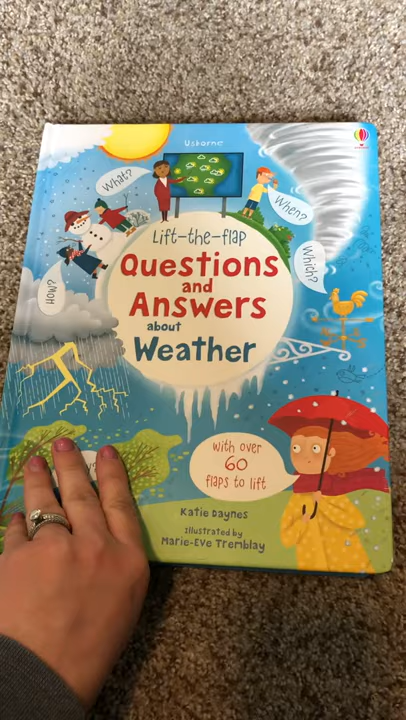 Usborne
What?
When?
Lift-the-flap
Questions
and
Answers
about
Weather
Which?
How?
with over
60
flaps to lift
Katie Daynes
Illustrated by
Marie-Eve Tremblay